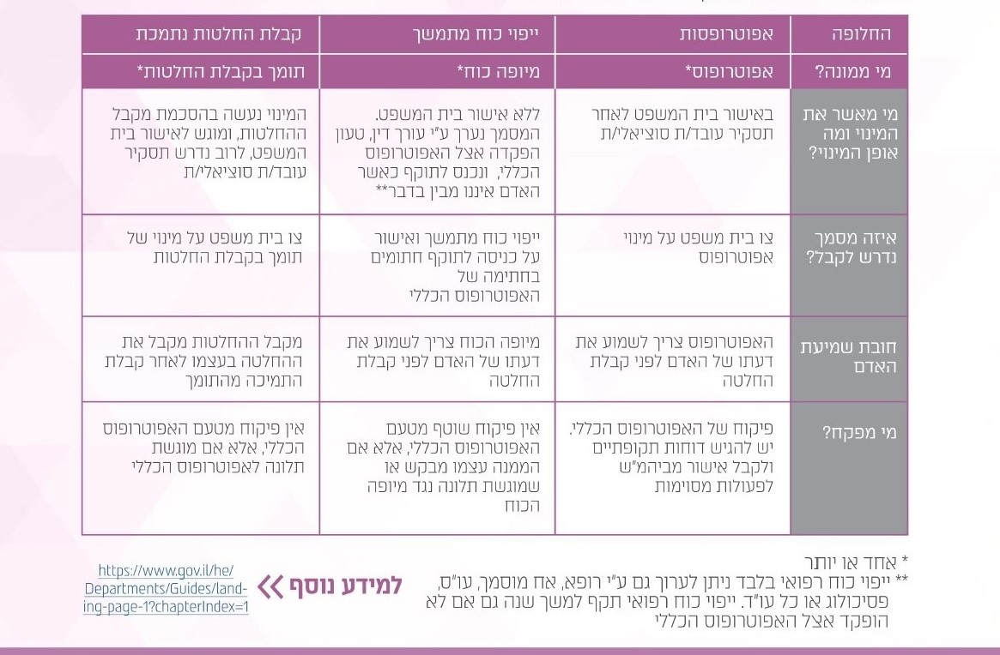 החלופה
אפוטרופסות
ייפוי כוח מתמשך
קבלת החלטות נתמכת
מי ממונה?
אפוטרופוס*
מיופה כוח*
תומך בקבלת החלטות*
מי מאשר את
המינוי ומה
אופן המינוי?
באישור בית המשפט לאחר
תסקיר עובד/ת סוציאלי/ת
ללא אישור בית המשפט.
המסמך נערך ע"י עורך דין, טעון
הפקדה אצל האפוטרופוס
הכללי, ונכנס לתוקף כאשר
האדם איננו מבין בדבר**
המינוי נעשה בהסכמת מקבל
ההחלטות, ומוגש לאישור בית
המשפט, לרוב נדרש תסקיר
עובד/ת סוציאלי/ת
איזה מסמך
נדרש לקבל?
צו בית משפט על מינוי
אפוטרופוס
ייפוי כוח מתמשך ואישור
על כניסה לתוקף חתומים
בחתימה של
האפוטרופוס הכללי
צו בית משפט על מינוי של
תומך בקבלת החלטות
חובת שמיעת
האדם
האפוטרופוס צריך לשמוע את
דעתו של האדם לפני קבלת
החלטה
מיופה הכוח צריך לשמוע את
דעתו של האדם לפני קבלת
החלטה
מקבל ההחלטות מקבל את
ההחלטה בעצמו לאחר קבלת
התמיכה מהתומך
מי מפקח?
פיקוח של האפוטרופוס הכללי.
יש להגיש דוחות תקופתיים
ולקבל אישור מביהמ"ש
לפעולות מסוימות
אין פיקוח שוטף מטעם
האפוטרופוס הכללי, אלא אם
הממנה עצמו מבקש או
שמוגשת תלונה נגד מיופה
הכוח
אין פיקוח מטעם האפוטרופוס
הכללי, אלא אם מוגשת
תלונה לאפוטרופוס הכללי
* אחד או יותר
** ייפוי כוח רפואי בלבד ניתן לערוך גם ע"י רופא, אח מוסמך, עו"ס,
פסיכולוג או כל עו"ד. ייפוי כוח רפואי תקף למשך שנה גם אם לא
הופקד אצל האפוטרופוס הכללי
למידע נוסף
https://www.gov.il/he/
Departments/Guides/land-
ing-page-1?chapterIndex=1